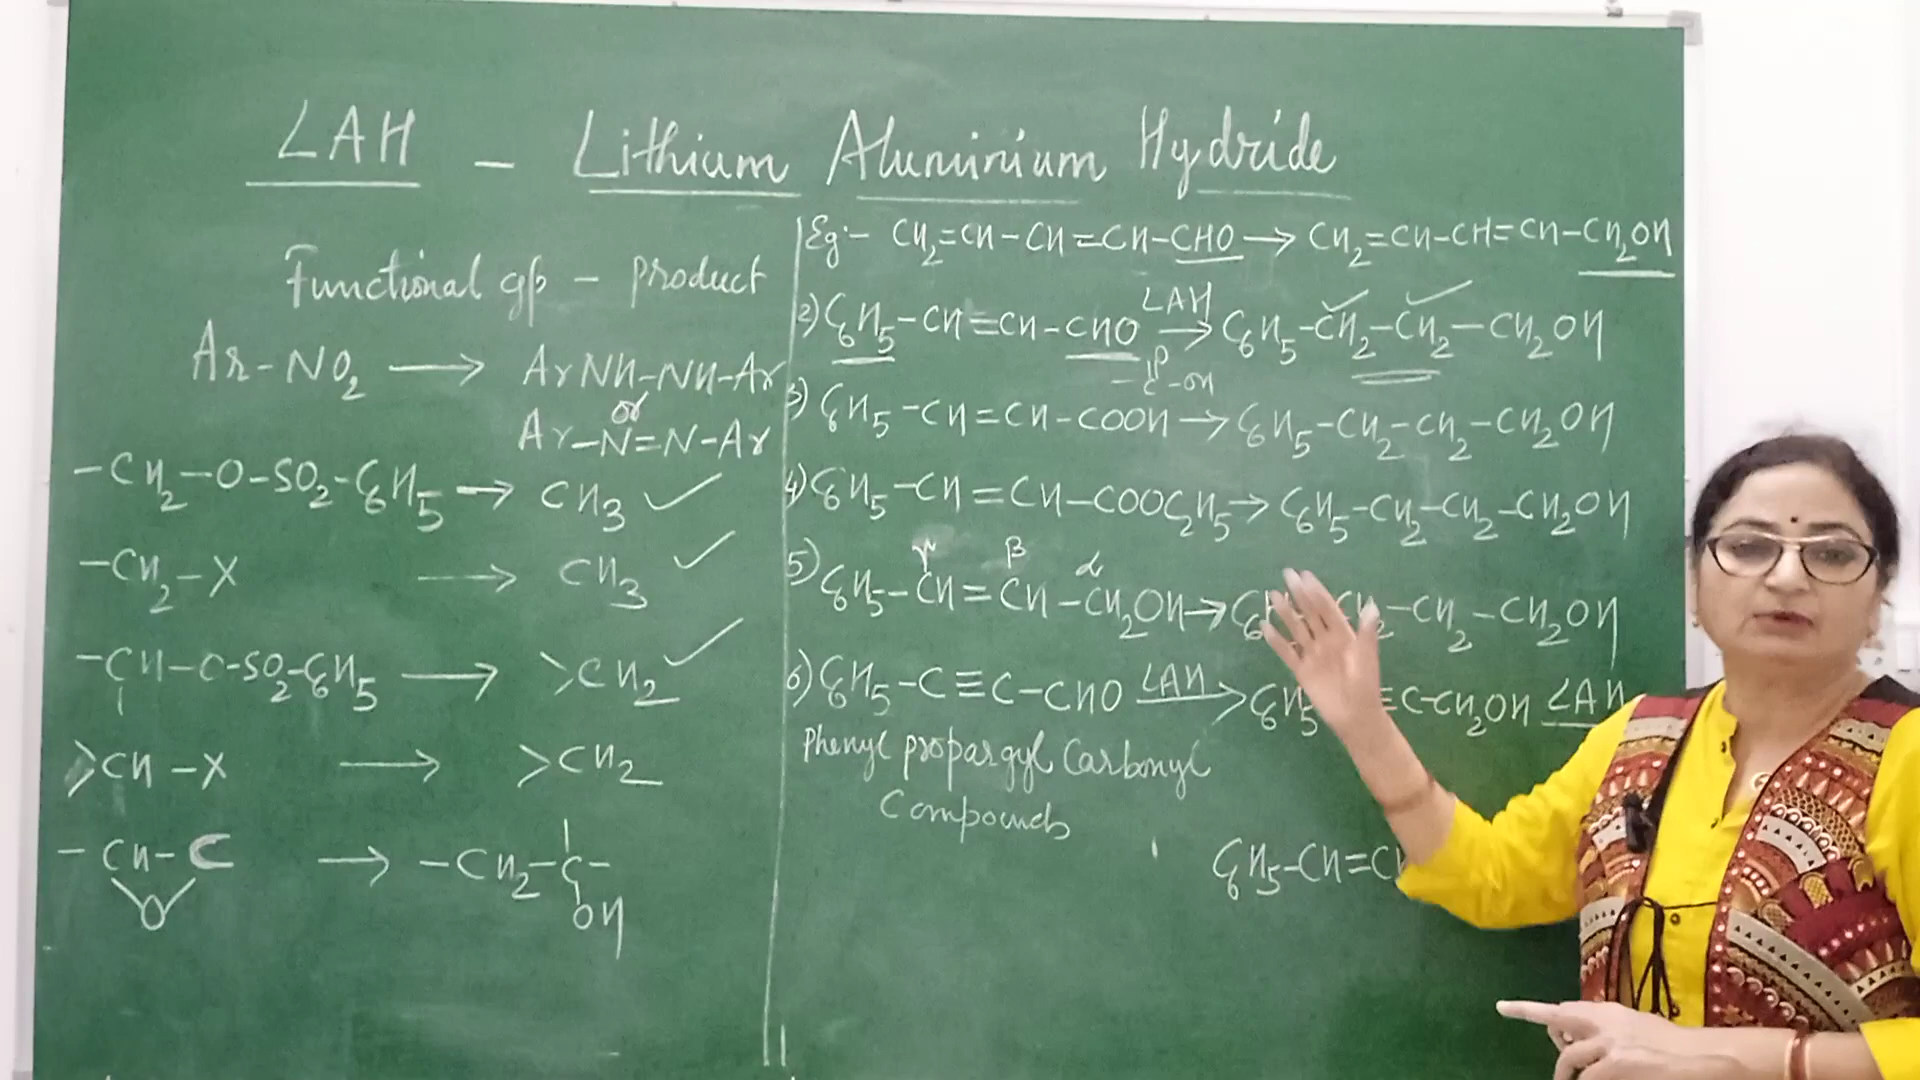 LAH - Lithium Aluminium Hydride
Functional gp - product
Ar-NO2 → ArNH-NH-Ar
or
Ar-N=N-Ar
-CH2-O-SO2-C6H5 → CH3 ✓
-CH2-X → CH3 ✓
-CH-O-SO2-C6H5 → >CH2 ✓
>CH-X → >CH2
-CH-C → -CH2-C-
O OH
Eg:- CH2=CH-CH=CH-CHO → CH2=CH-CH=CH-CH2OH
2) C6H5-CH=CH-CHO LAH → C6H5-CH2-CH2-CH2OH
O
-C-OH
3) C6H5-CH=CH-COOH → C6H5-CH2-CH2-CH2OH
4) C6H5-CH=CH-COOC2H5 → C6H5-CH2-CH2-CH2OH
γ β α
5) C6H5-CH=CH-CH2OH → C6 CH2-CH2-CH2OH
6) C6H5-C≡C-CHO LAH → C6H5 ≡C-CH2OH LAH
Phenyl propargyl Carbonyl
Compounds
C6H5-CH=CH